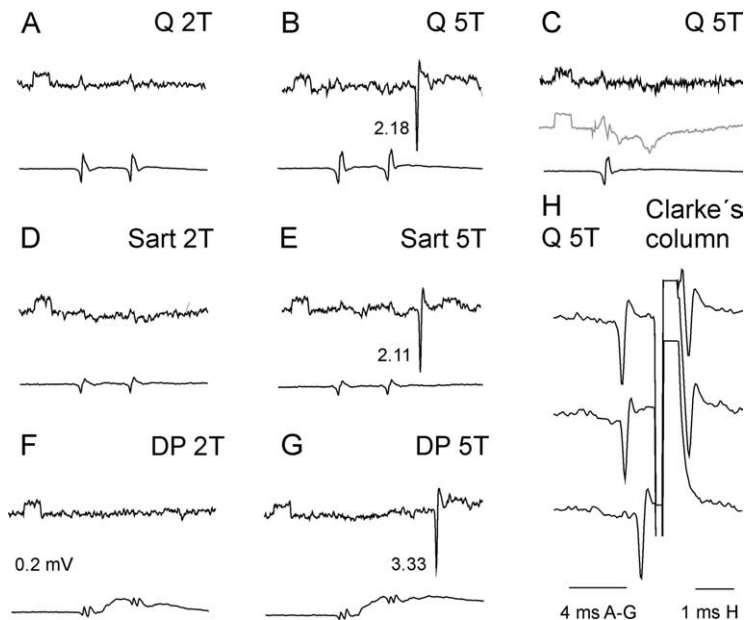 A Q 2T
B Q 5T
C Q 5T
2.18
D Sart 2T
E Sart 5T
H Clarke´s
Q 5T column
2.11
F DP 2T
G DP 5T
0.2 mV
3.33
4 ms A-G 1 ms H